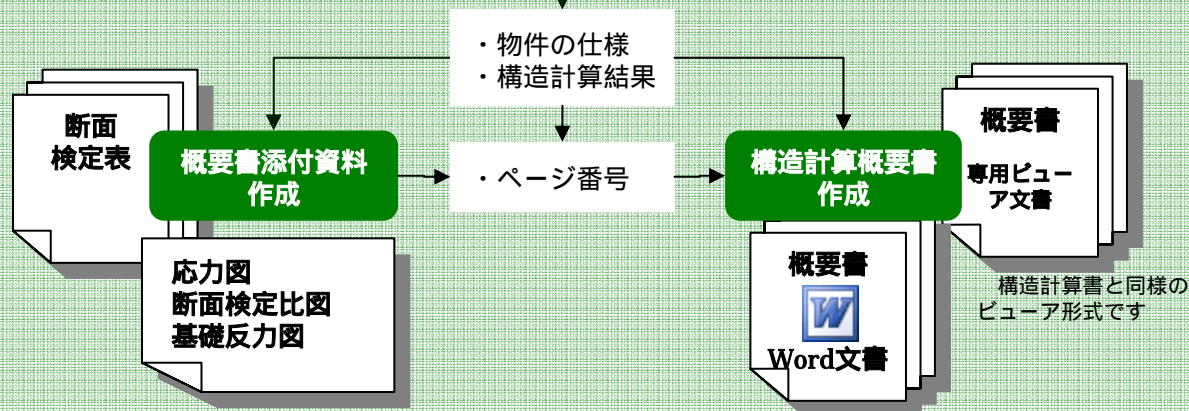 ・物件の仕様
・構造計算結果
断面
検定表
概要書添付資料
作成
・ページ番号
構造計算概要書
作成
概要書
専用ビュー
ア文書
応力図
断面検定比図
基礎反力図
概要書
W
Word文書
構造計算書と同様の
ビューア形式です